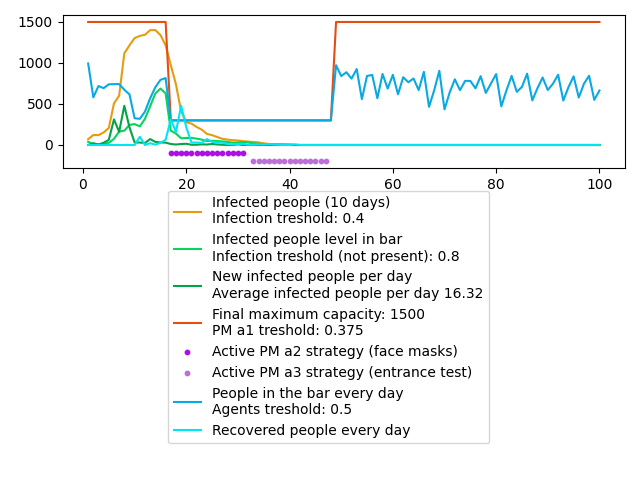 1500
1000
500
0
0
20
40
60
80
100
Infected people (10 days)
Infection treshold: 0.4
Infected people level in bar
Infection treshold (not present): 0.8
New infected people per day
Average infected people per day 16.32
Final maximum capacity: 1500
PM a1 treshold: 0.375
Active PM a2 strategy (face masks)
Active PM a3 strategy (entrance test)
People in the bar every day
Agents treshold: 0.5
Recovered people every day